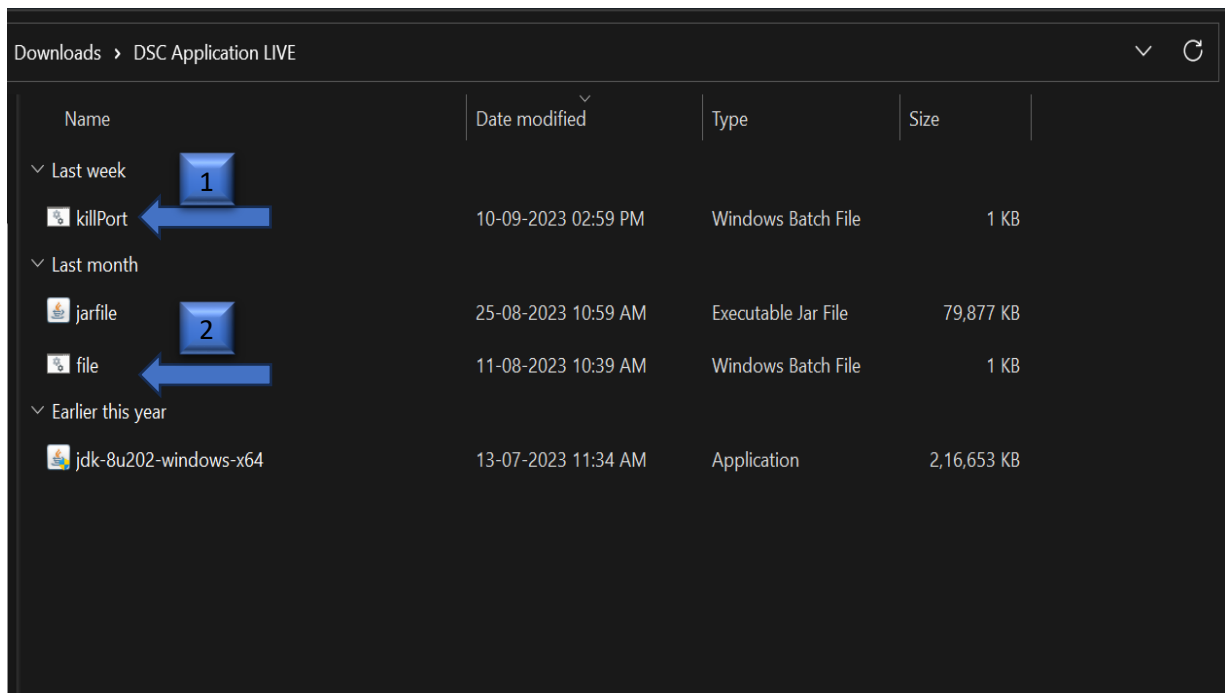 Downloads > DSC Application LIVE
Name Date modified Type Size
Last week
1
killPort 10-09-2023 02:59 PM Windows Batch File 1 KB
Last month
jarfile 25-08-2023 10:59 AM Executable Jar File 79,877 KB
2
file 11-08-2023 10:39 AM Windows Batch File 1 KB
Earlier this year
jdk-8u202-windows-x64 13-07-2023 11:34 AM Application 2,16,653 KB